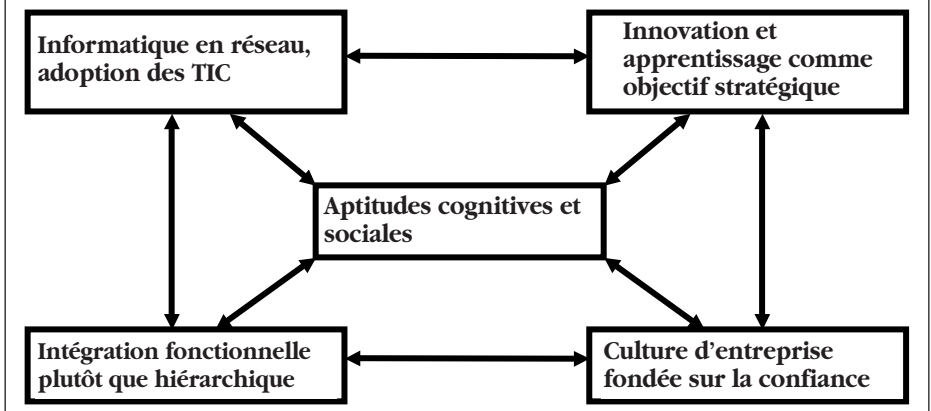 Informatique en réseau,
adoption des TIC
Innovation et
apprentissage comme
objectif stratégique
Aptitudes cognitives et
sociales
Intégration fonctionnelle
plutôt que hiérarchique
Culture d’entreprise
fondée sur la confiance